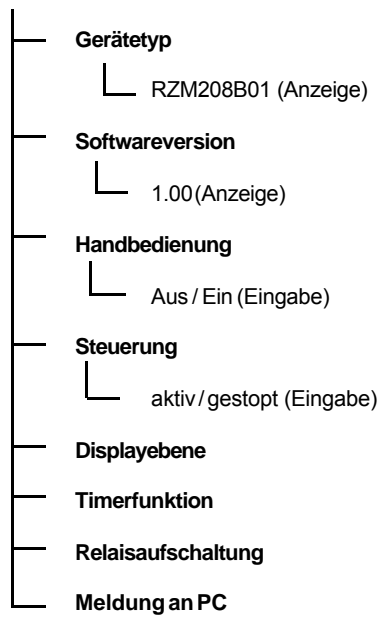 Gerätetyp
RZM208B01 (Anzeige)
Softwareversion
1.00 (Anzeige)
Handbedienung
Aus / Ein (Eingabe)
Steuerung
aktiv / gestopt (Eingabe)
Displayebene
Timerfunktion
Relaisaufschaltung
Meldung an PC